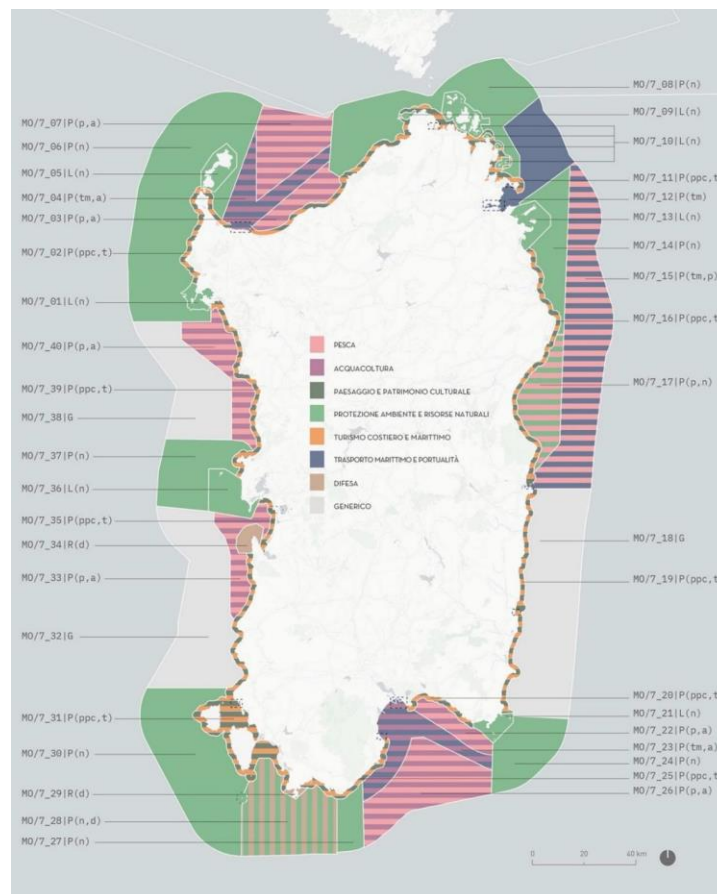 MO/7_07|P(p,a)
MO/7_06|P(n)
MO/7_05|L(n)
MO/7_04|P(tm,a)
MO/7_03|P(p,a)
MO/7_02|P(ppc,t)
MO/7_01|L(n)
MO/7_40|P(p,a)
MO/7_39|P(ppc,t)
MO/7_38|G
MO/7_37|P(n)
MO/7_36|L(n)
MO/7_35|P(ppc,t)
MO/7_34|R(d)
MO/7_33|P(p,a)
MO/7_32|G
MO/7_31|P(ppc,t)
MO/7_30|P(n)
MO/7_29|R(d)
MO/7_28|P(n,d)
MO/7_27|P(n)
PESCA
ACQUACOLTURA
PAESAGGIO E PATRIMONIO CULTURALE
PROTEZIONE AMBIENTE E RISORSE NATURALI
TURISMO COSTIERO E MARITTIMO
TRASPORTO MARITTIMO E PORTUALITÀ
DIFESA
GENERICO
MO/7_08|P(n)
MO/7_09|L(n)
MO/7_10|L(n)
MO/7_11|P(ppc,t
MO/7_12|P(tm)
MO/7_13|L(n)
MO/7_14|P(n)
MO/7_15|P(tm,p)
MO/7_16|P(ppc,t
MO/7_17|P(p,n)
MO/7_18|G
MO/7_19|P(ppc,t
MO/7_20|P(ppc,t
MO/7_21|L(n)
MO/7_22|P(p,a)
MO/7_23|P(tm,a)
MO/7_24|P(n)
MO/7_25|P(ppc,t
MO/7_26|P(p,a)
0 20 40 km